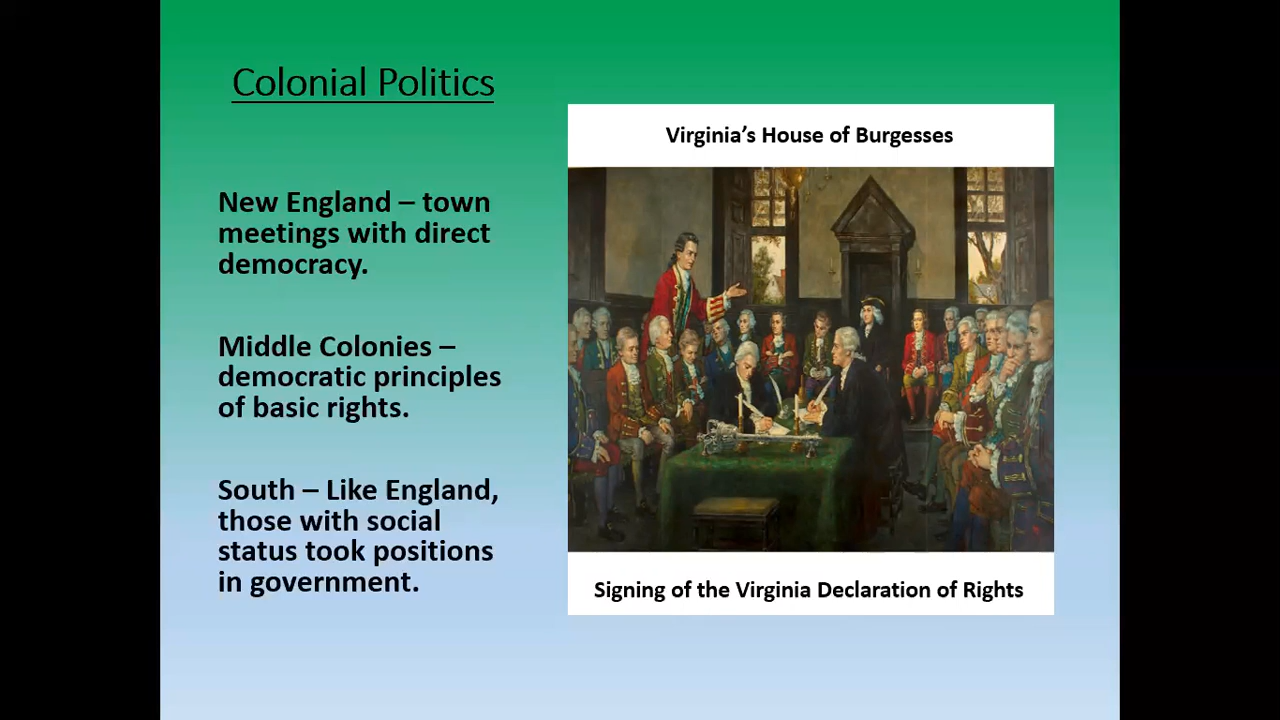 Colonial Politics
New England – town
meetings with direct
democracy.
Middle Colonies –
democratic principles
of basic rights.
South – Like England,
those with social
status took positions
in government.
Virginia’s House of Burgesses
Signing of the Virginia Declaration of Rights